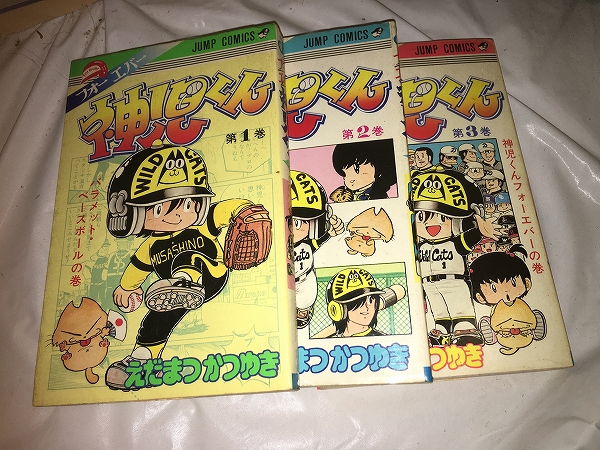 JUMP COMICS
フォーエバー
神児くん
第1巻
WILD
CATS
ヘラメット・
ベースボールの巻
MUSASHINO
えだまつかつゆき
JUMP COMICS
児くん
第2巻
CATS
WILD
CATS
まつかつゆき
JUMP COMICS
児くん
第3巻
神児くんフォーエバーの巻
WILD
CATS
Wild Cats
1
つゆき